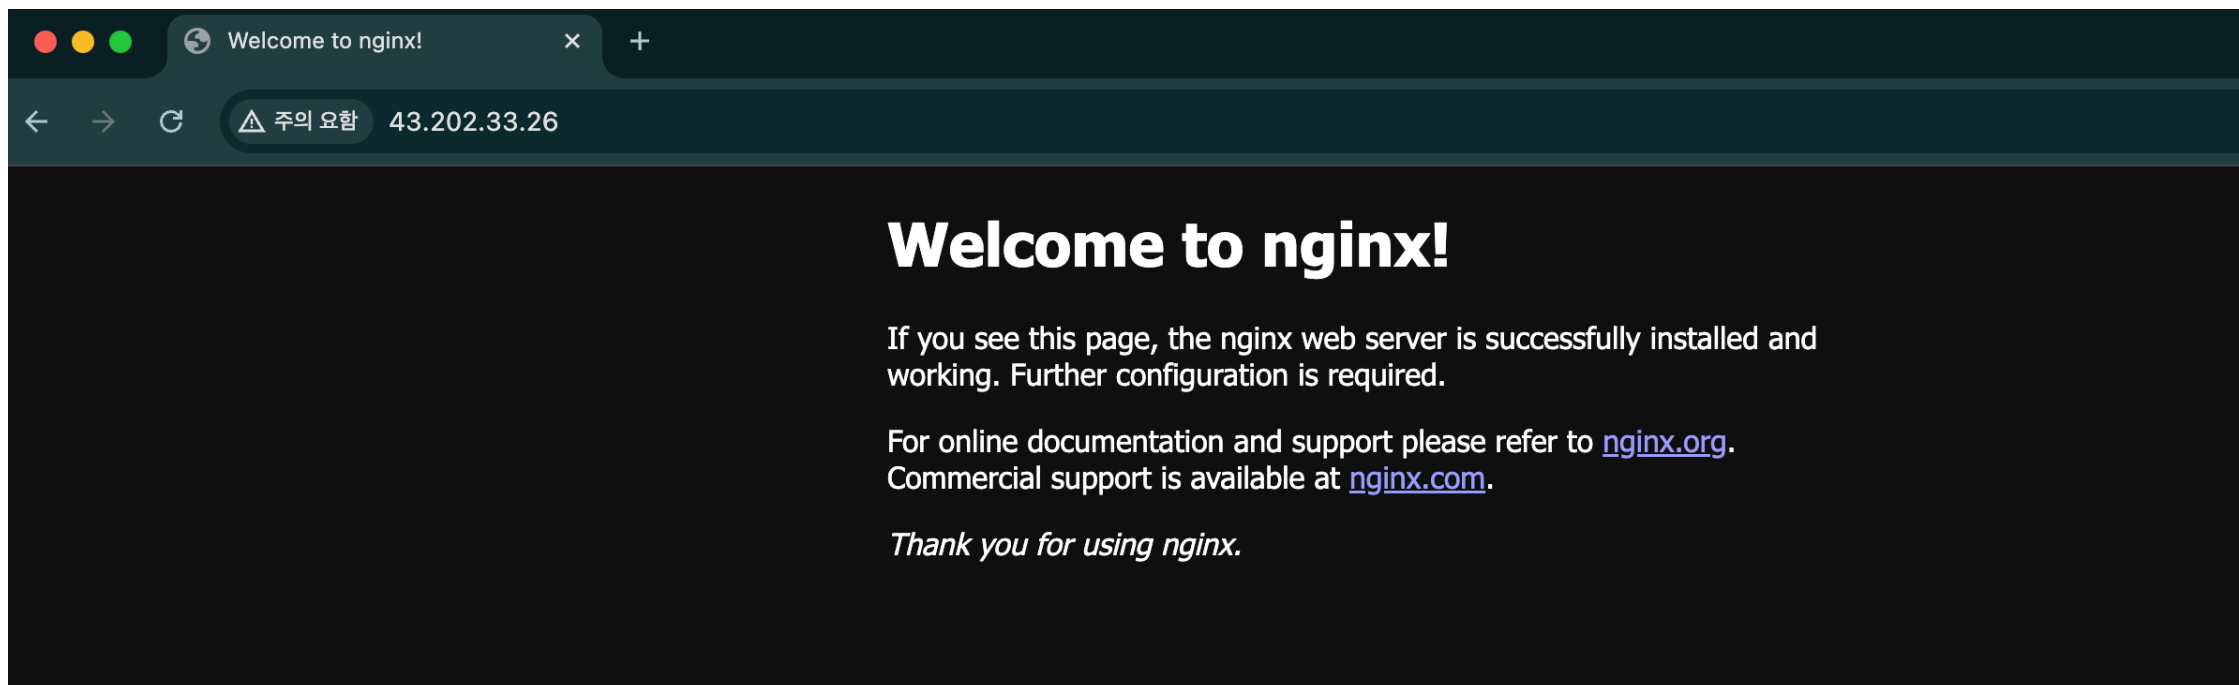 Welcome to nginx!
주의 요함 43.202.33.26
Welcome to nginx!
If you see this page, the nginx web server is successfully installed and
working. Further configuration is required.
For online documentation and support please refer to nginx.org.
Commercial support is available at nginx.com.
Thank you for using nginx.